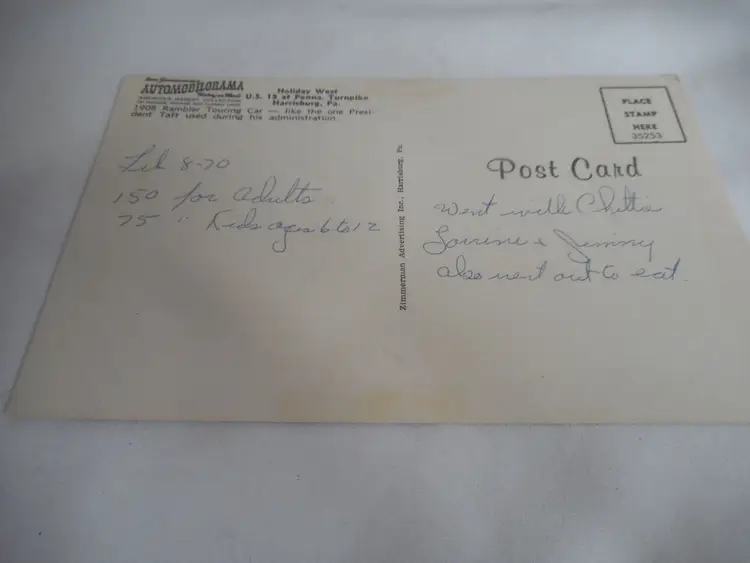 AUTOMOBILORAMA
Holiday West
U.S. 15 at Penna. Turnpike
Harrisburg, Pa.
1908 Rambler Touring Car — like the one Presi-
dent Taft used during his administration.
PLACE
STAMP
HERE
35253
Post Card
Zimmerman Advertising Inc., Harrisburg, Pa.
Feb 8-70
150 for adults
75 " Kids ages 6 to 12
Went with
Lorrine & Jimmy
also went out to eat.